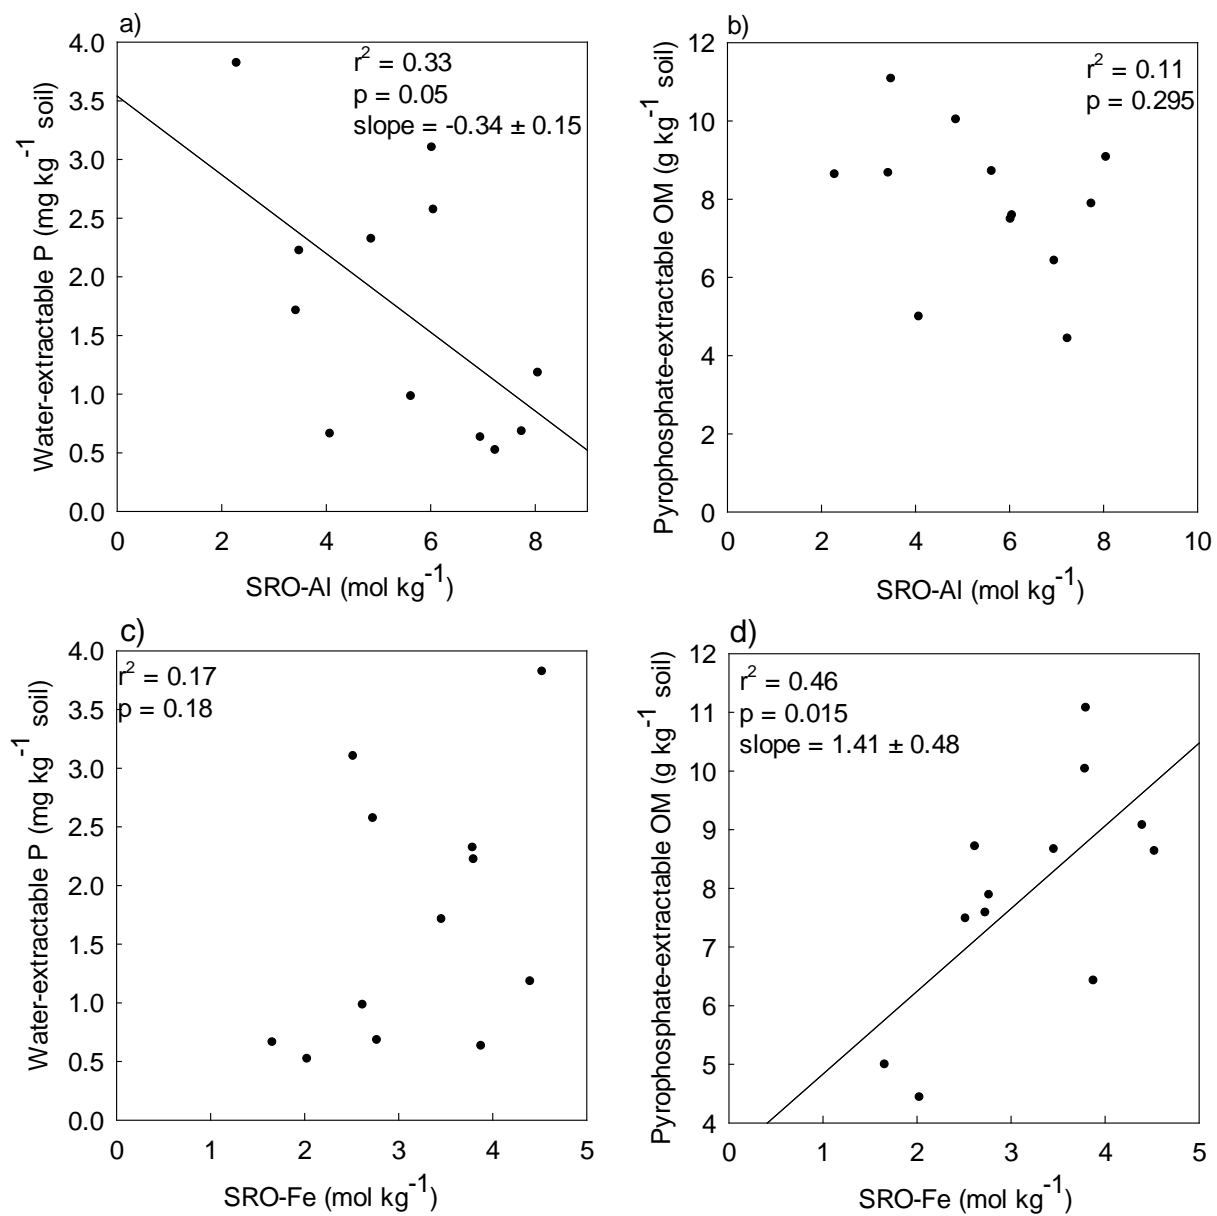 a)
4.0
3.5
3.0
2.5
2.0
1.5
1.0
0.5
0.0
Water-extractable P (mg kg⁻¹ soil)
r² = 0.33
p = 0.05
slope = -0.34 ± 0.15
0 2 4 6 8
SRO-Al (mol kg⁻¹)
b)
12
10
8
6
4
2
0
Pyrophosphate-extractable OM (g kg⁻¹ soil)
r² = 0.11
p = 0.295
0 2 4 6 8 10
SRO-Al (mol kg⁻¹)
c)
4.0
3.5
3.0
2.5
2.0
1.5
1.0
0.5
0.0
Water-extractable P (mg kg⁻¹ soil)
r² = 0.17
p = 0.18
0 1 2 3 4 5
SRO-Fe (mol kg⁻¹)
d)
12
11
10
9
8
7
6
5
4
Pyrophosphate-extractable OM (g kg⁻¹ soil)
r² = 0.46
p = 0.015
slope = 1.41 ± 0.48
0 1 2 3 4 5
SRO-Fe (mol kg⁻¹)